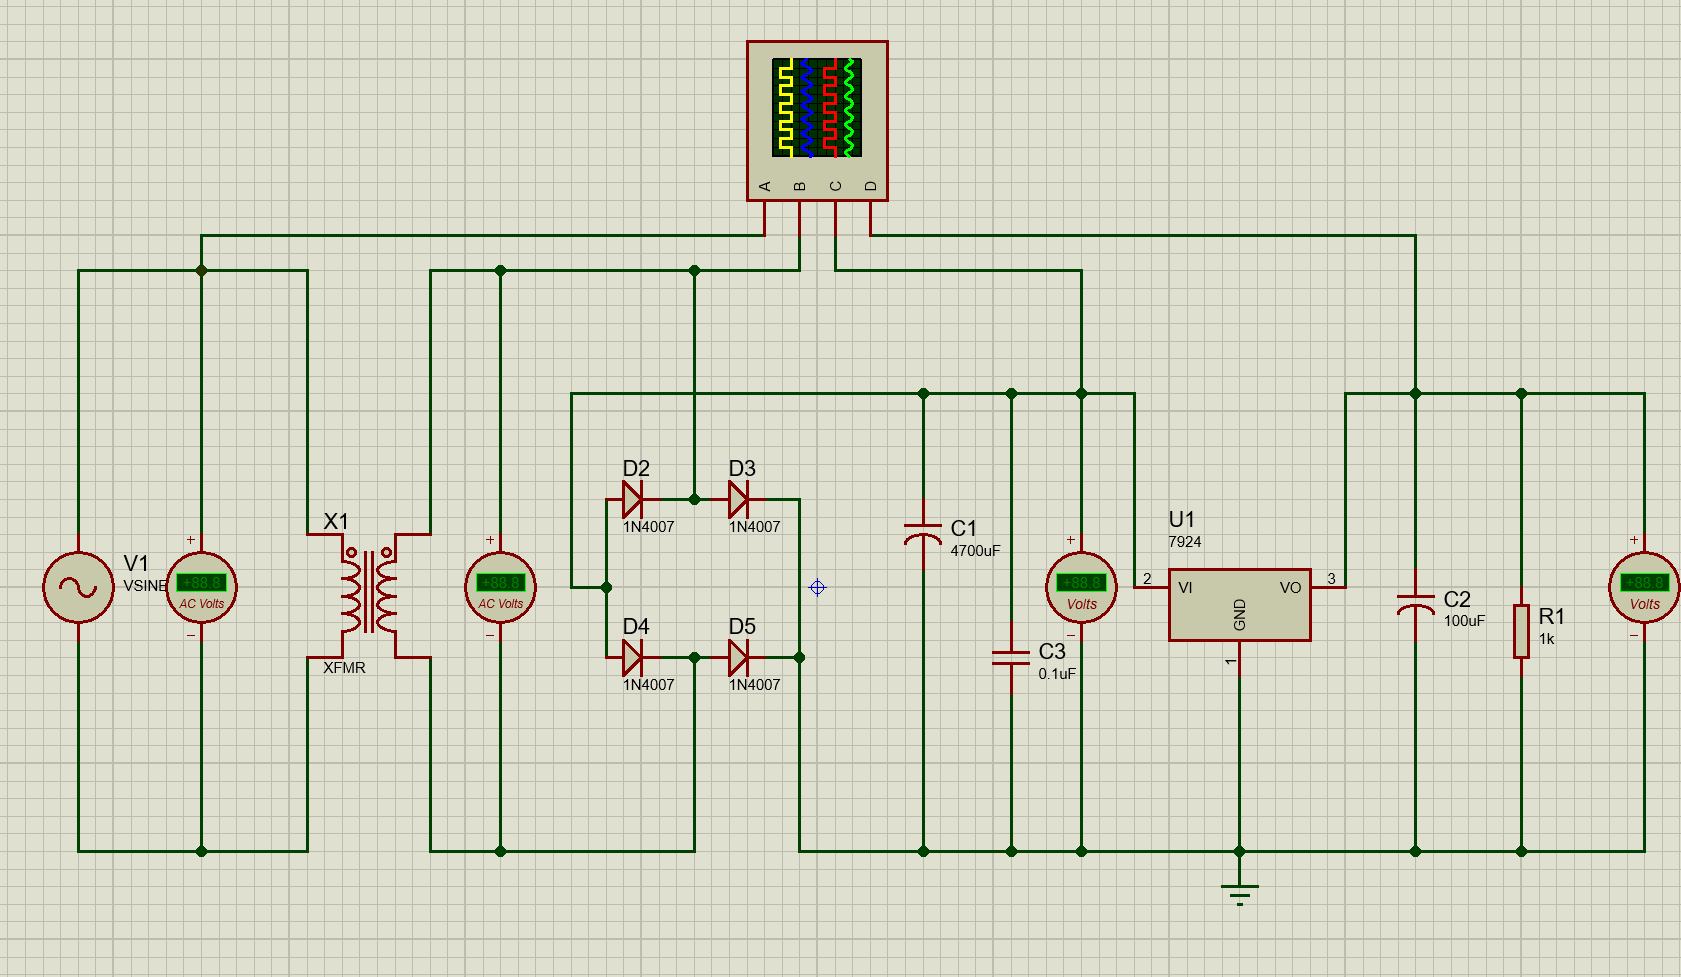 A
B
C
D
D2
1N4007
D3
1N4007
X1
XFMR
V1
VSINE
+
+88.8
AC Volts
−
+
+88.8
AC Volts
−
D4
1N4007
D5
1N4007
C1
4700uF
C3
0.1uF
+
+88.8
Volts
−
U1
7924
2
VI
VO
3
GND
1
C2
100uF
R1
1k
+
+88.8
Volts
−